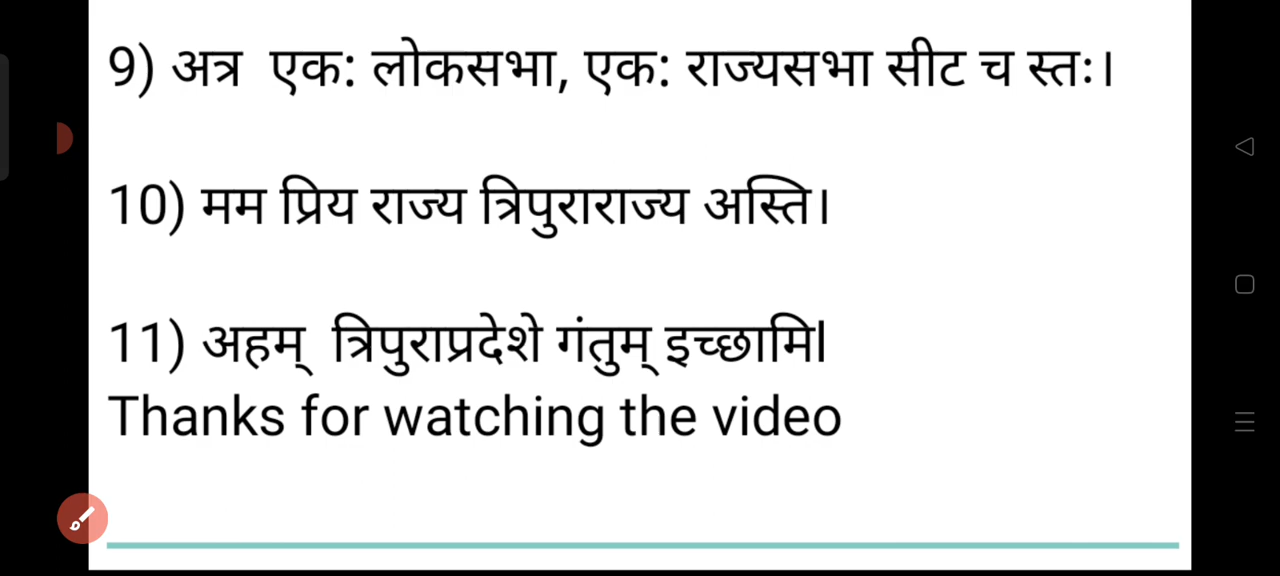 9) अत्र एक: लोकसभा, एक: राज्यसभा सीट च स्तः।
10) मम प्रिय राज्य त्रिपुराराज्य अस्ति।
11) अहम् त्रिपुराप्रदेशे गंतुम् इच्छामिl
Thanks for watching the video